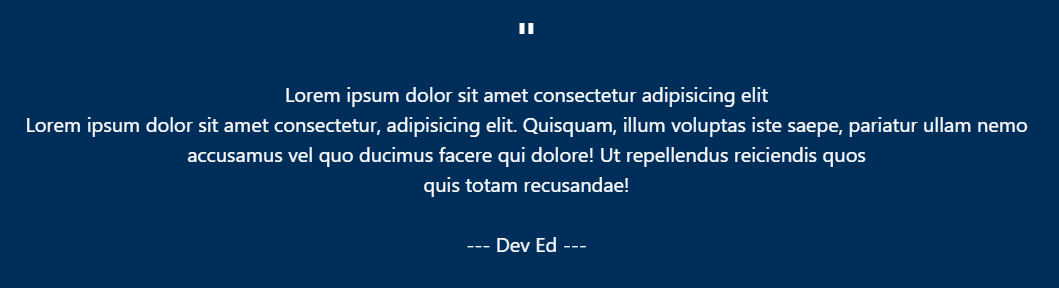 "
Lorem ipsum dolor sit amet consectetur adipisicing elit
Lorem ipsum dolor sit amet consectetur, adipisicing elit. Quisquam, illum voluptas iste saepe, pariatur ullam nemo
accusamus vel quo ducimus facere qui dolore! Ut repellendus reiciendis quos
quis totam recusandae!
--- Dev Ed ---